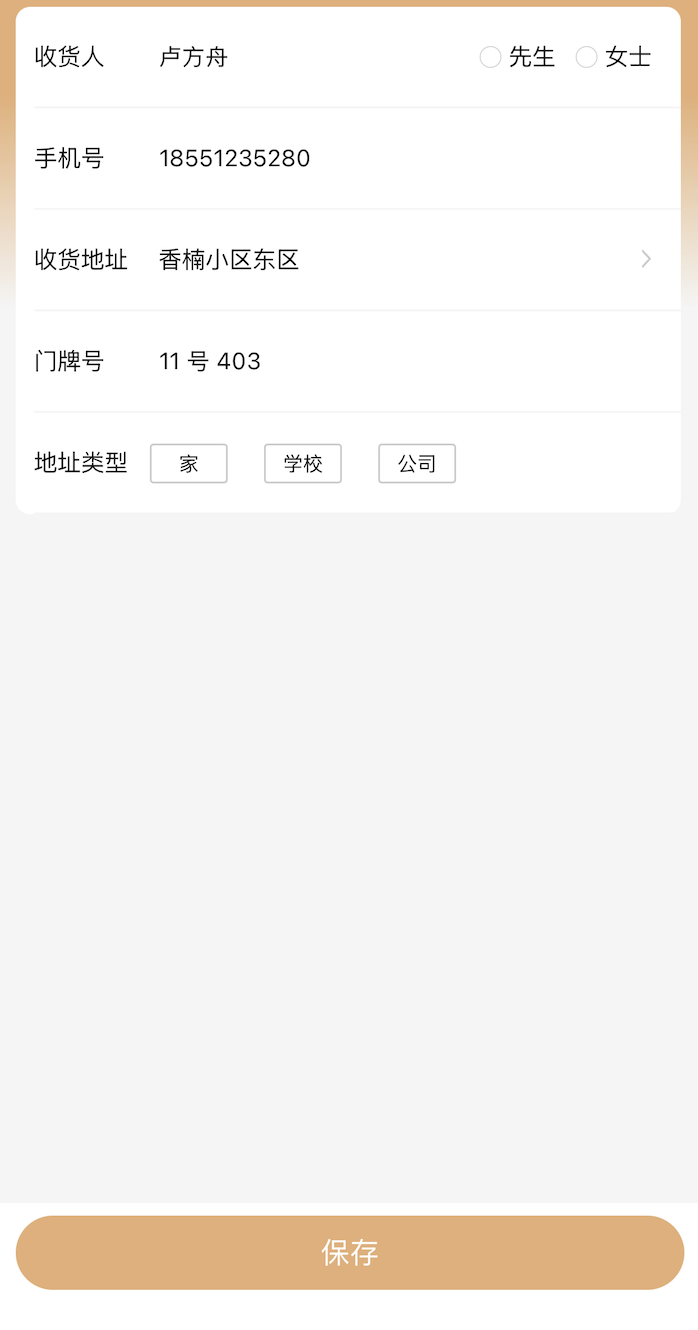 收货人 卢方舟 先生 女士
手机号 18551235280
收货地址 香楠小区东区
门牌号 11 号 403
地址类型 家 学校 公司
保存